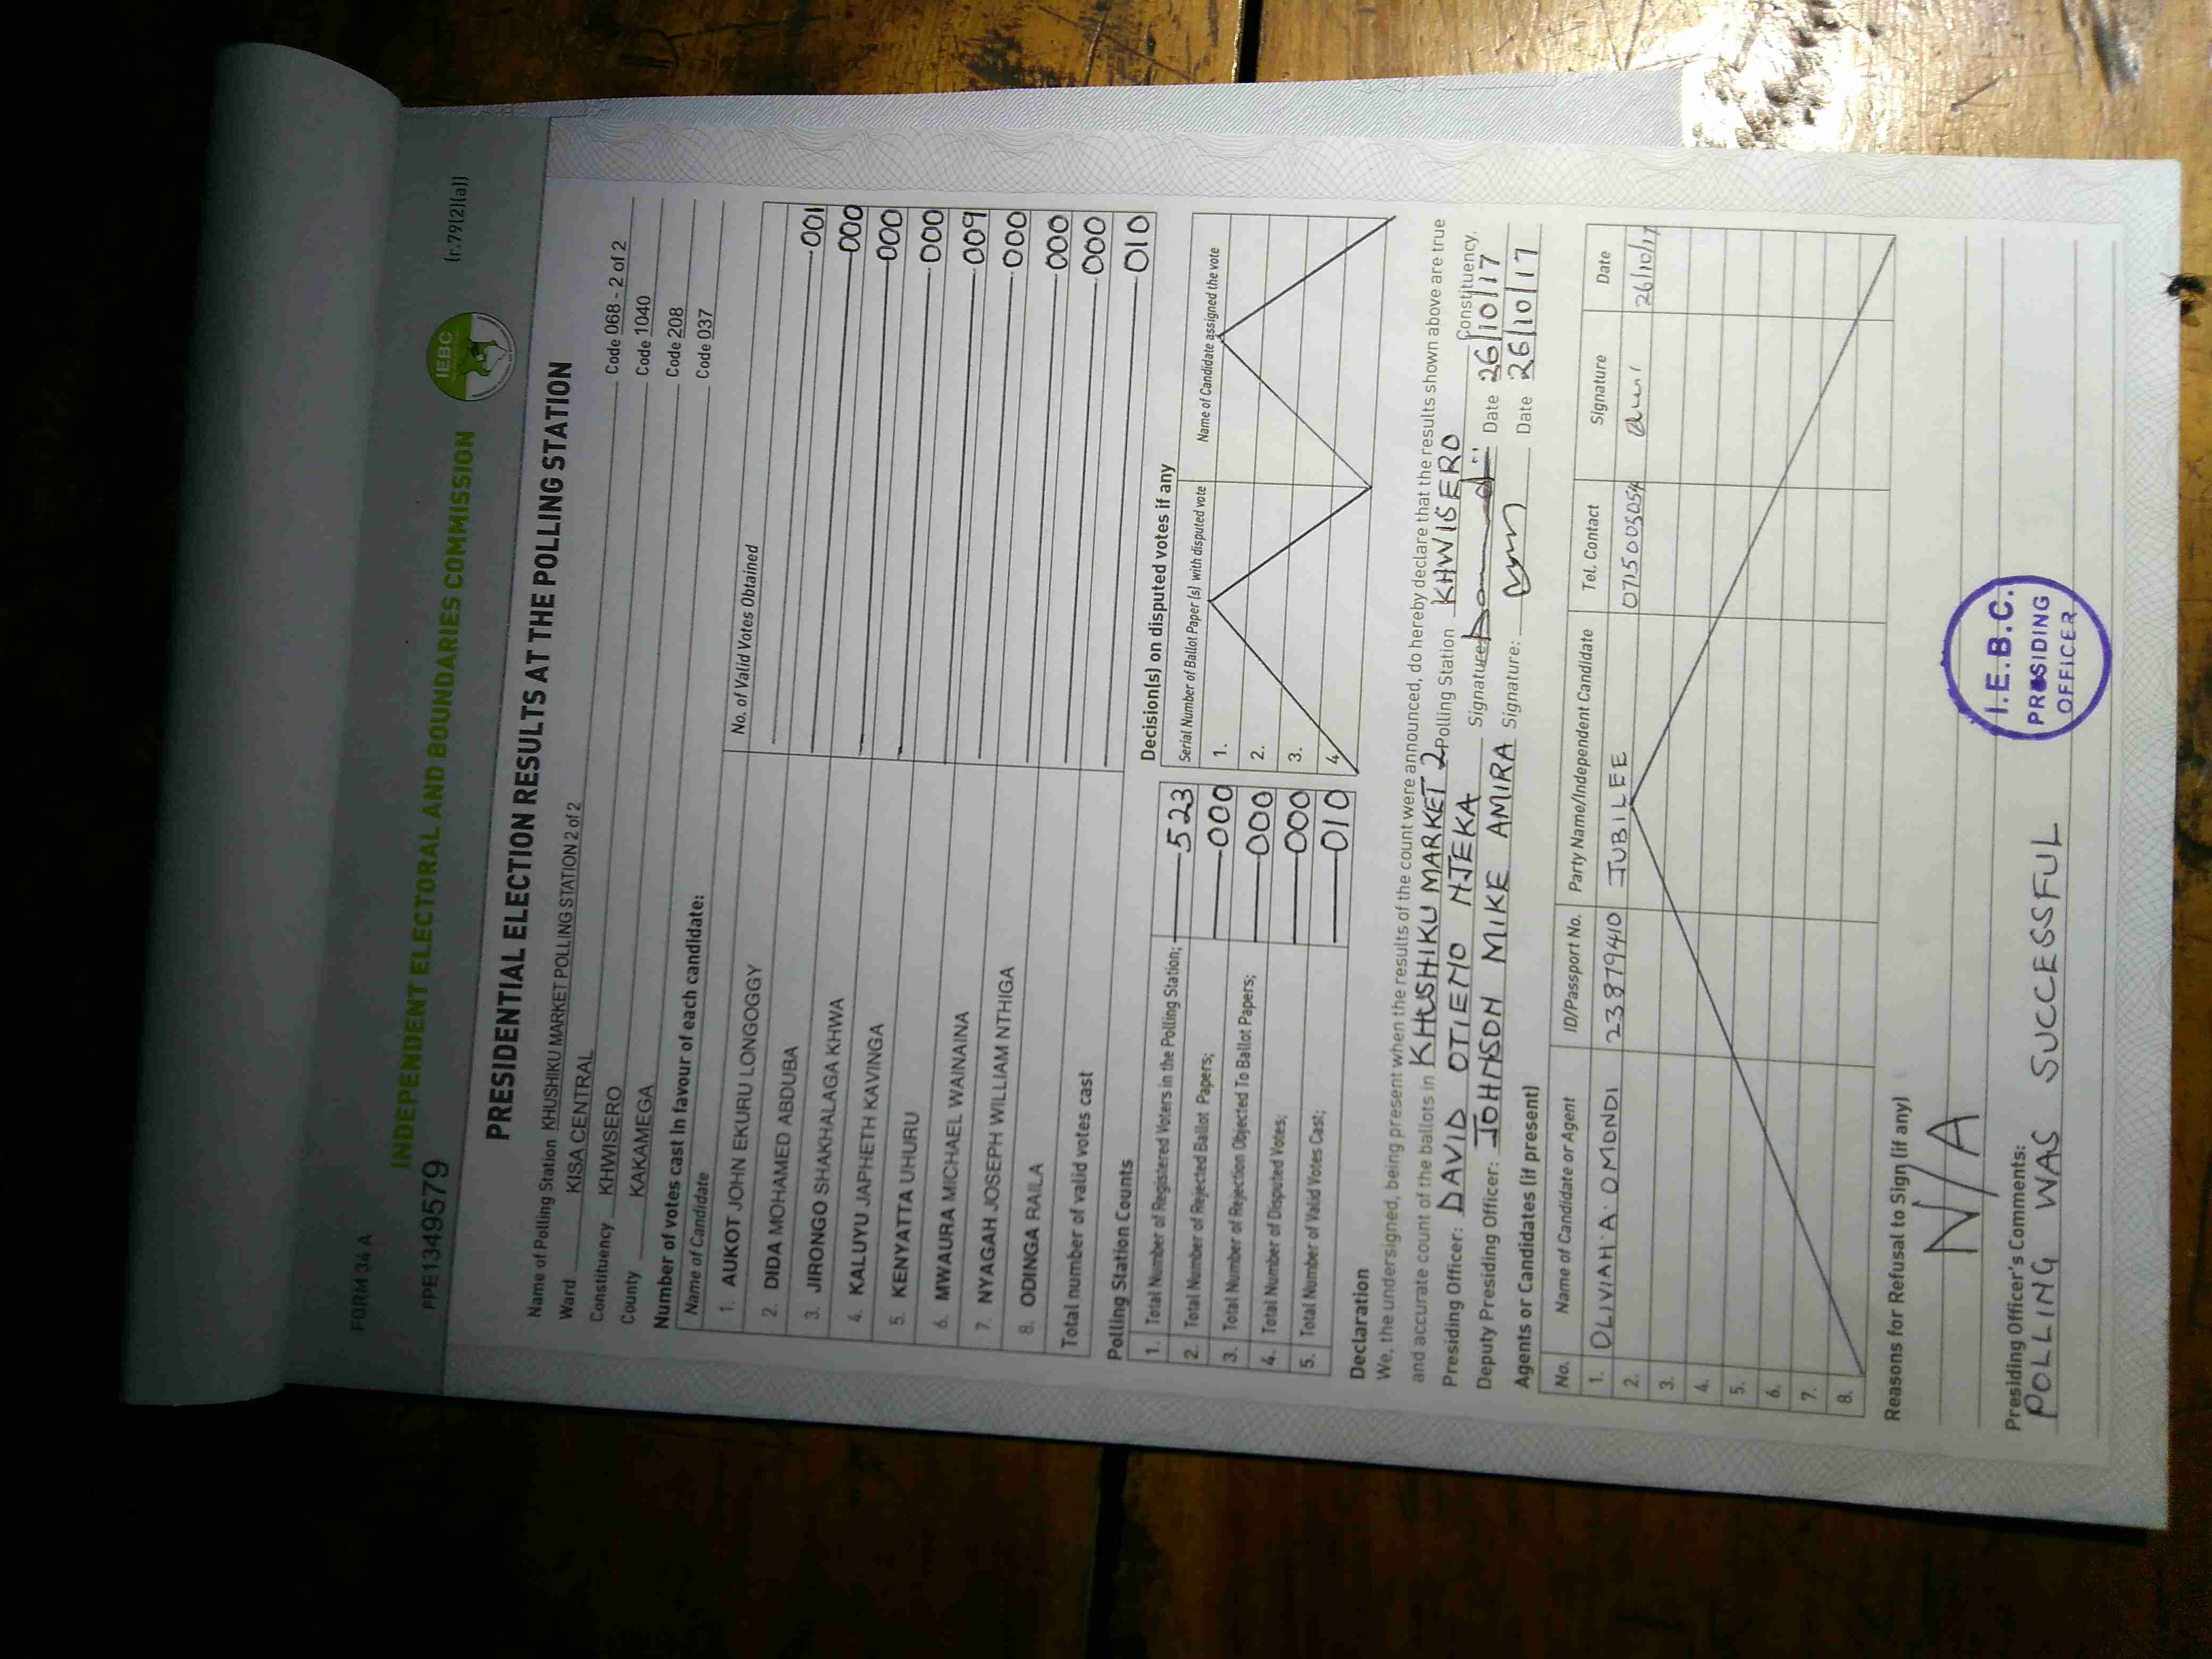 FORM 34 A
INDEPENDENT ELECTORAL AND BOUNDARIES COMMISSION
IEBC
PPE1349579
(r.79(2)(a))
PRESIDENTIAL ELECTION RESULTS AT THE POLLING STATION
Name of Polling Station KHUSHIKU MARKET POLLING STATION 2 of 2 Code 068 - 2 of 2
Ward KISA CENTRAL Code 1040
Constituency KHWISERO Code 208
County KAKAMEGA Code 037
Number of votes cast in favour of each candidate:
Name of Candidate No. of Valid Votes Obtained
1. AUKOT JOHN EKURU LONGOGGY 001
2. DIDA MOHAMED ABDUBA 000
3. JIRONGO SHAKHALAGA KHWA 000
4. KALUYU JAPHETH KAVINGA 000
5. KENYATTA UHURU 009
6. MWAURA MICHAEL WAINAINA 000
7. NYAGAH JOSEPH WILLIAM NTHIGA 000
8. ODINGA RAILA 000
Total number of valid votes cast 010
Polling Station Counts
1. Total Number of Registered Voters in the Polling Station; 523
2. Total Number of Rejected Ballot Papers; 000
3. Total Number of Rejection Objected To Ballot Papers; 000
4. Total Number of Disputed Votes; 000
5. Total Number of Valid Votes Cast; 010
Decision(s) on disputed votes if any
Serial Number of Ballot Paper (s) with disputed vote Name of Candidate assigned the vote
1.
2.
3.
4.
Declaration
We, the undersigned, being present when the results of the count were announced, do hereby declare that the results shown above are true
and accurate count of the ballots in KHUSHIKU MARKET 2 Polling Station KHWISERO Constituency.
Presiding Officer: DAVID OTIENO NJEKA Signature: Date 26/10/17
Deputy Presiding Officer: JOHNSON MIKE AMIRA Signature: Date 26/10/17
Agents or Candidates (if present)
No. Name of Candidate or Agent ID/Passport No. Party Name/Independent Candidate Tel. Contact Signature Date
1. OLIVIAH A. OMONDI 23879410 JUBILEE 26/10/17
2.
3.
4.
5.
6.
7.
8.
Reasons for Refusal to Sign (if any)
N/A
Presiding Officer's Comments:
POLLING WAS SUCCESSFUL
I.E.B.C.
PRESIDING
OFFICER